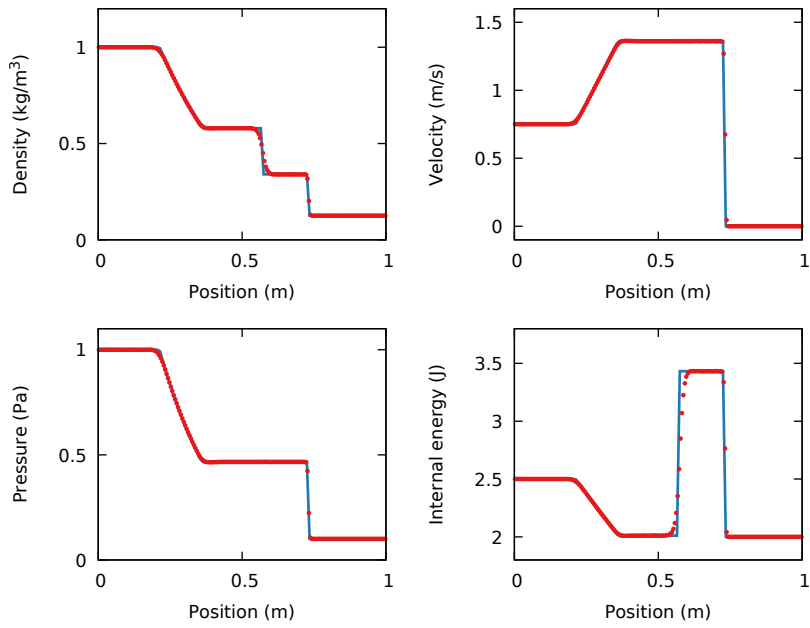 1
0.5
0
0 0.5 1
Density (kg/m³)
Position (m)
1.5
1
0.5
0
0 0.5 1
Velocity (m/s)
Position (m)
1
0.5
0
0 0.5 1
Pressure (Pa)
Position (m)
3.5
3
2.5
2
0 0.5 1
Internal energy (J)
Position (m)